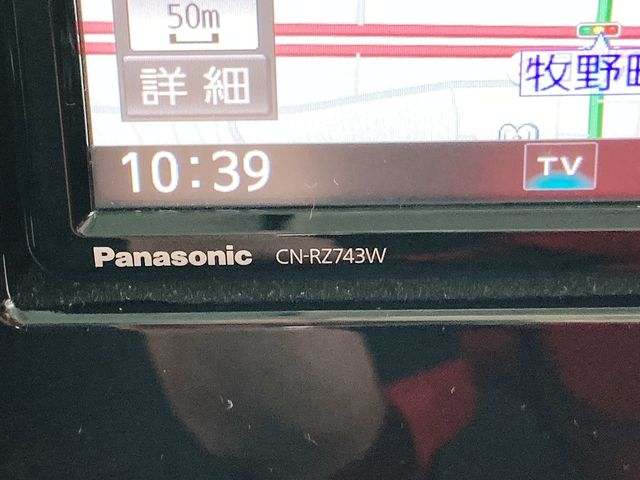 50m
詳細
牧野
10:39
TV
Panasonic CN-RZ743W